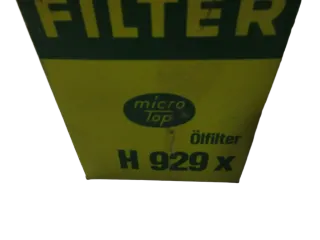 FILTER
micro
Top
Ölfilter
H 929 x